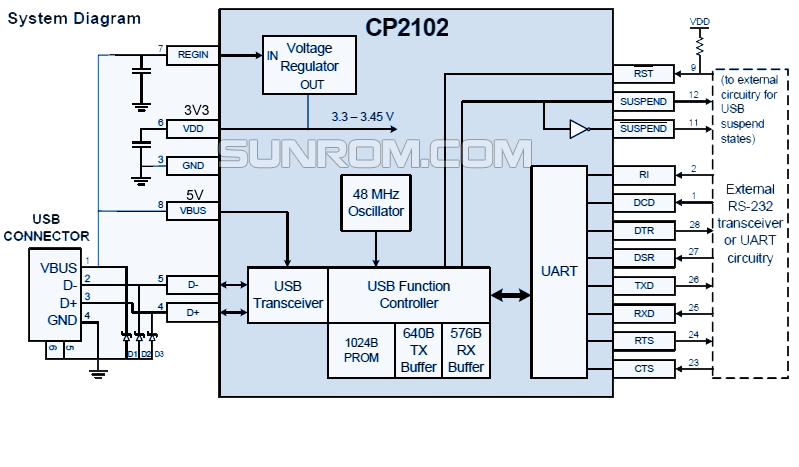 System Diagram
CP2102
VDD
7
REGIN
IN
Voltage
Regulator
OUT
9
RST
(to external
circuitry for
USB
suspend
states)
12
SUSPEND
3V3
6
VDD
3.3 – 3.45 V
11
SUSPEND
3
GND
SUNROM.COM
2
RI
5V
8
VBUS
48 MHz
Oscillator
1
DCD
External
RS-232
transceiver
or UART
circuitry
28
DTR
27
DSR
USB
CONNECTOR
VBUS
1
D-
2
D+
3
GND
4
6
5
D1
D2
D3
5
D-
4
D+
USB
Transceiver
USB Function
Controller
UART
1024B
PROM
640B
TX
Buffer
576B
RX
Buffer
26
TXD
25
RXD
24
RTS
23
CTS